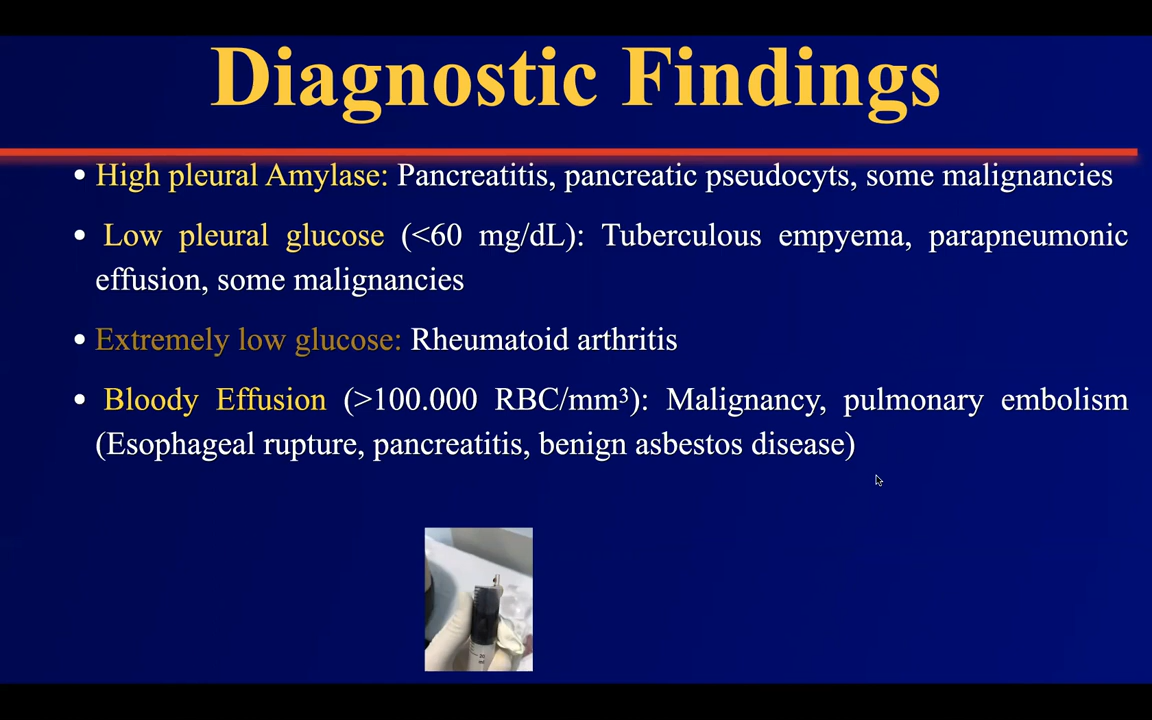 Diagnostic Findings
• High pleural Amylase: Pancreatitis, pancreatic pseudocyts, some malignancies
• Low pleural glucose (<60 mg/dL): Tuberculous empyema, parapneumonic
effusion, some malignancies
• Extremely low glucose: Rheumatoid arthritis
• Bloody Effusion (>100.000 RBC/mm³): Malignancy, pulmonary embolism
(Esophageal rupture, pancreatitis, benign asbestos disease)